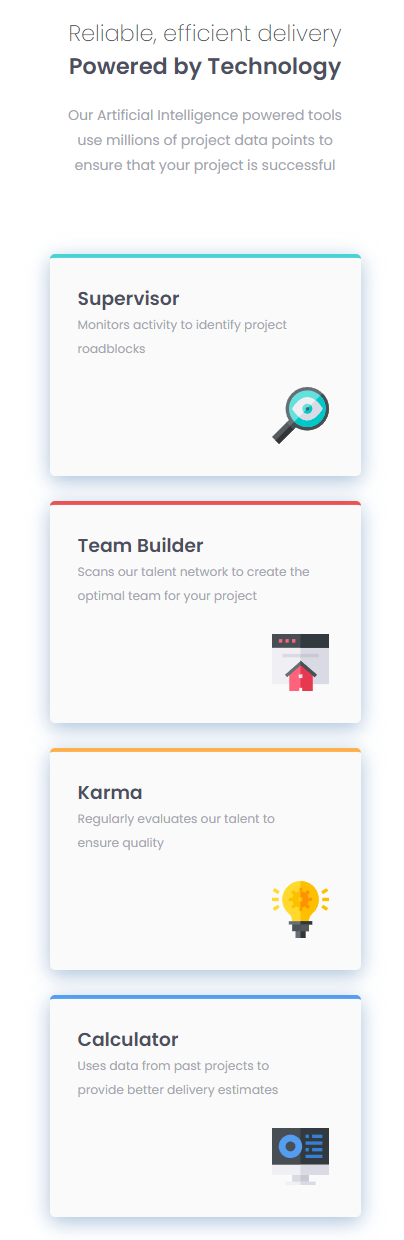 Reliable, efficient delivery
Powered by Technology
Our Artificial Intelligence powered tools
use millions of project data points to
ensure that your project is successful
Supervisor
Monitors activity to identify project
roadblocks
Team Builder
Scans our talent network to create the
optimal team for your project
Karma
Regularly evaluates our talent to
ensure quality
Calculator
Uses data from past projects to
provide better delivery estimates